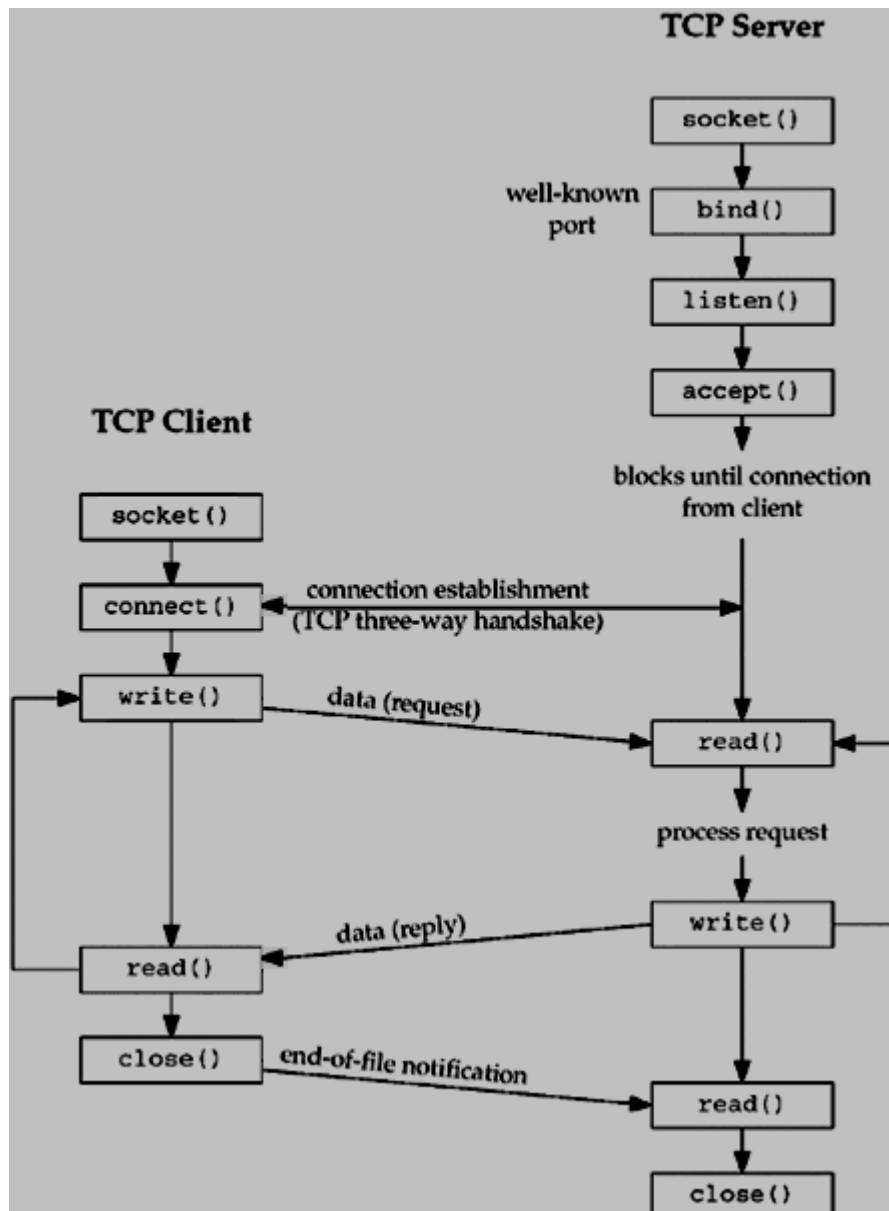 TCP Server
socket()
well-known
port
bind()
listen()
accept()
blocks until connection
from client
TCP Client
socket()
connect()
connection establishment
(TCP three-way handshake)
write()
data (request)
read()
process request
write()
data (reply)
read()
close()
end-of-file notification
read()
close()